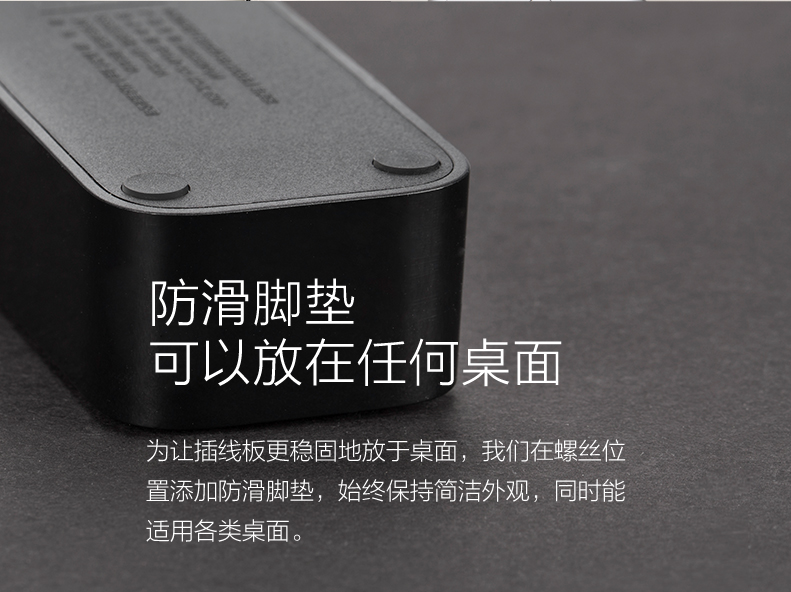 防滑脚垫
可以放在任何桌面
为让插线板更稳固地放于桌面，我们在螺丝位
置添加防滑脚垫，始终保持简洁外观，同时能
适用各类桌面。